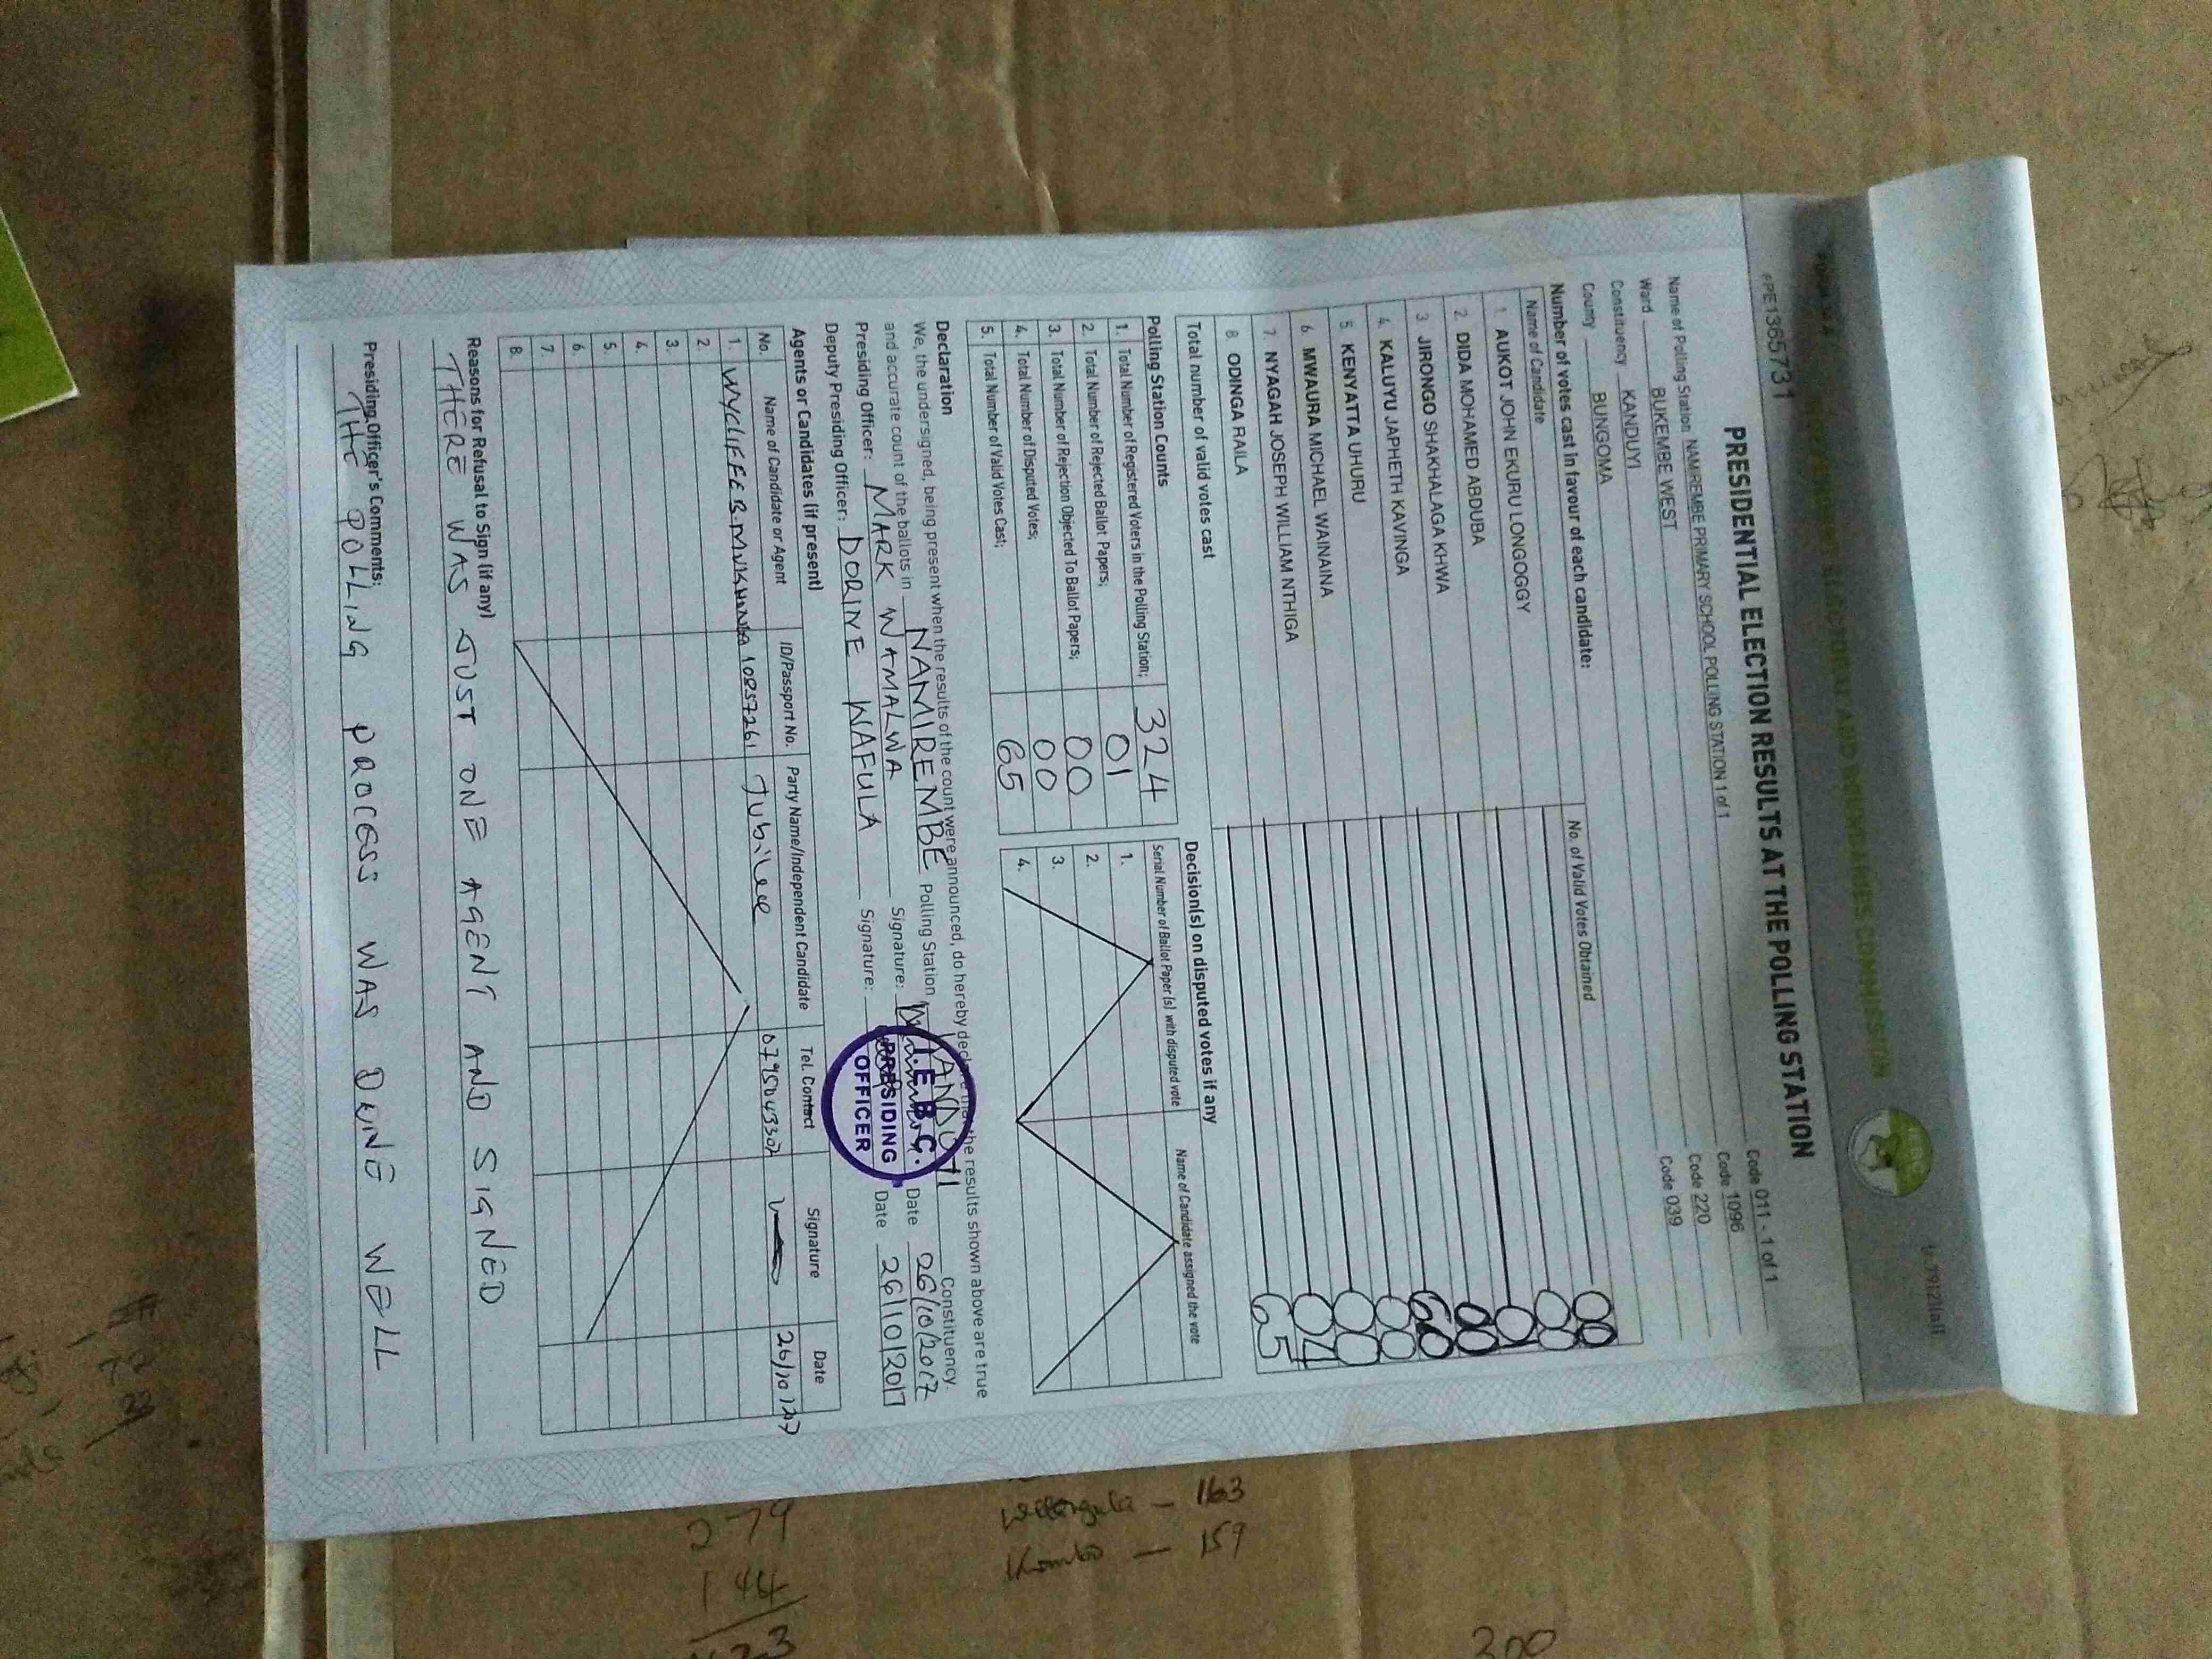 FORM 34A
INDEPENDENT ELECTORAL AND BOUNDARIES COMMISSION
PPE1365731
PRESIDENTIAL ELECTION RESULTS AT THE POLLING STATION
Name of Polling Station NAMIREMBE PRIMARY SCHOOL POLLING STATION 1 of 1 Code 011 - 1 of 1
Ward BUKEMBE WEST Code 1096
Constituency KANDUYI Code 220
County BUNGOMA Code 039
Number of votes cast in favour of each candidate:
Name of Candidate No. of Valid Votes Obtained
1. AUKOT JOHN EKURU LONGOGGY 00
2. DIDA MOHAMED ABDUBA 00
3. JIRONGO SHAKHALAGA KHWA 01
4. KALUYU JAPHETH KAVINGA 00
5. KENYATTA UHURU 60
6. MWAURA MICHAEL WAINAINA 00
7. NYAGAH JOSEPH WILLIAM NTHIGA 00
8. ODINGA RAILA 04
Total number of valid votes cast 65
Polling Station Counts
1. Total Number of Registered Voters in the Polling Station; 324
2. Total Number of Rejected Ballot Papers; 01
3. Total Number of Rejection Objected To Ballot Papers; 00
4. Total Number of Disputed Votes; 00
5. Total Number of Valid Votes Cast; 65
Decision(s) on disputed votes if any
Serial Number of Ballot Paper (s) with disputed vote Name of Candidate assigned the vote
1.
2.
3.
4.
Declaration
We, the undersigned, being present when the results of the count were announced, do hereby declare that the results shown above are true
and accurate count of the ballots in NAMIREMBE Polling Station KANDUYI Constituency.
Presiding Officer: MARK WAMALWA Signature: Date 26/10/2017
Deputy Presiding Officer: DORINE WAFULA Signature: Date 26/10/2017
I.E.B.C.
PRESIDING
OFFICER
Agents or Candidates (if present)
No. Name of Candidate or Agent ID/Passport No. Party Name/Independent Candidate Tel. Contact Signature Date
1. WYCLIFFE B. 10857261 Jubilee 0795043307
2.
3.
4.
5.
6.
7.
8.
Reasons for Refusal to Sign (if any)
THERE WAS JUST ONE AGENT AND SIGNED
Presiding Officer's Comments:
THE POLLING PROCESS WAS DONE WELL
279
144
163
159
200